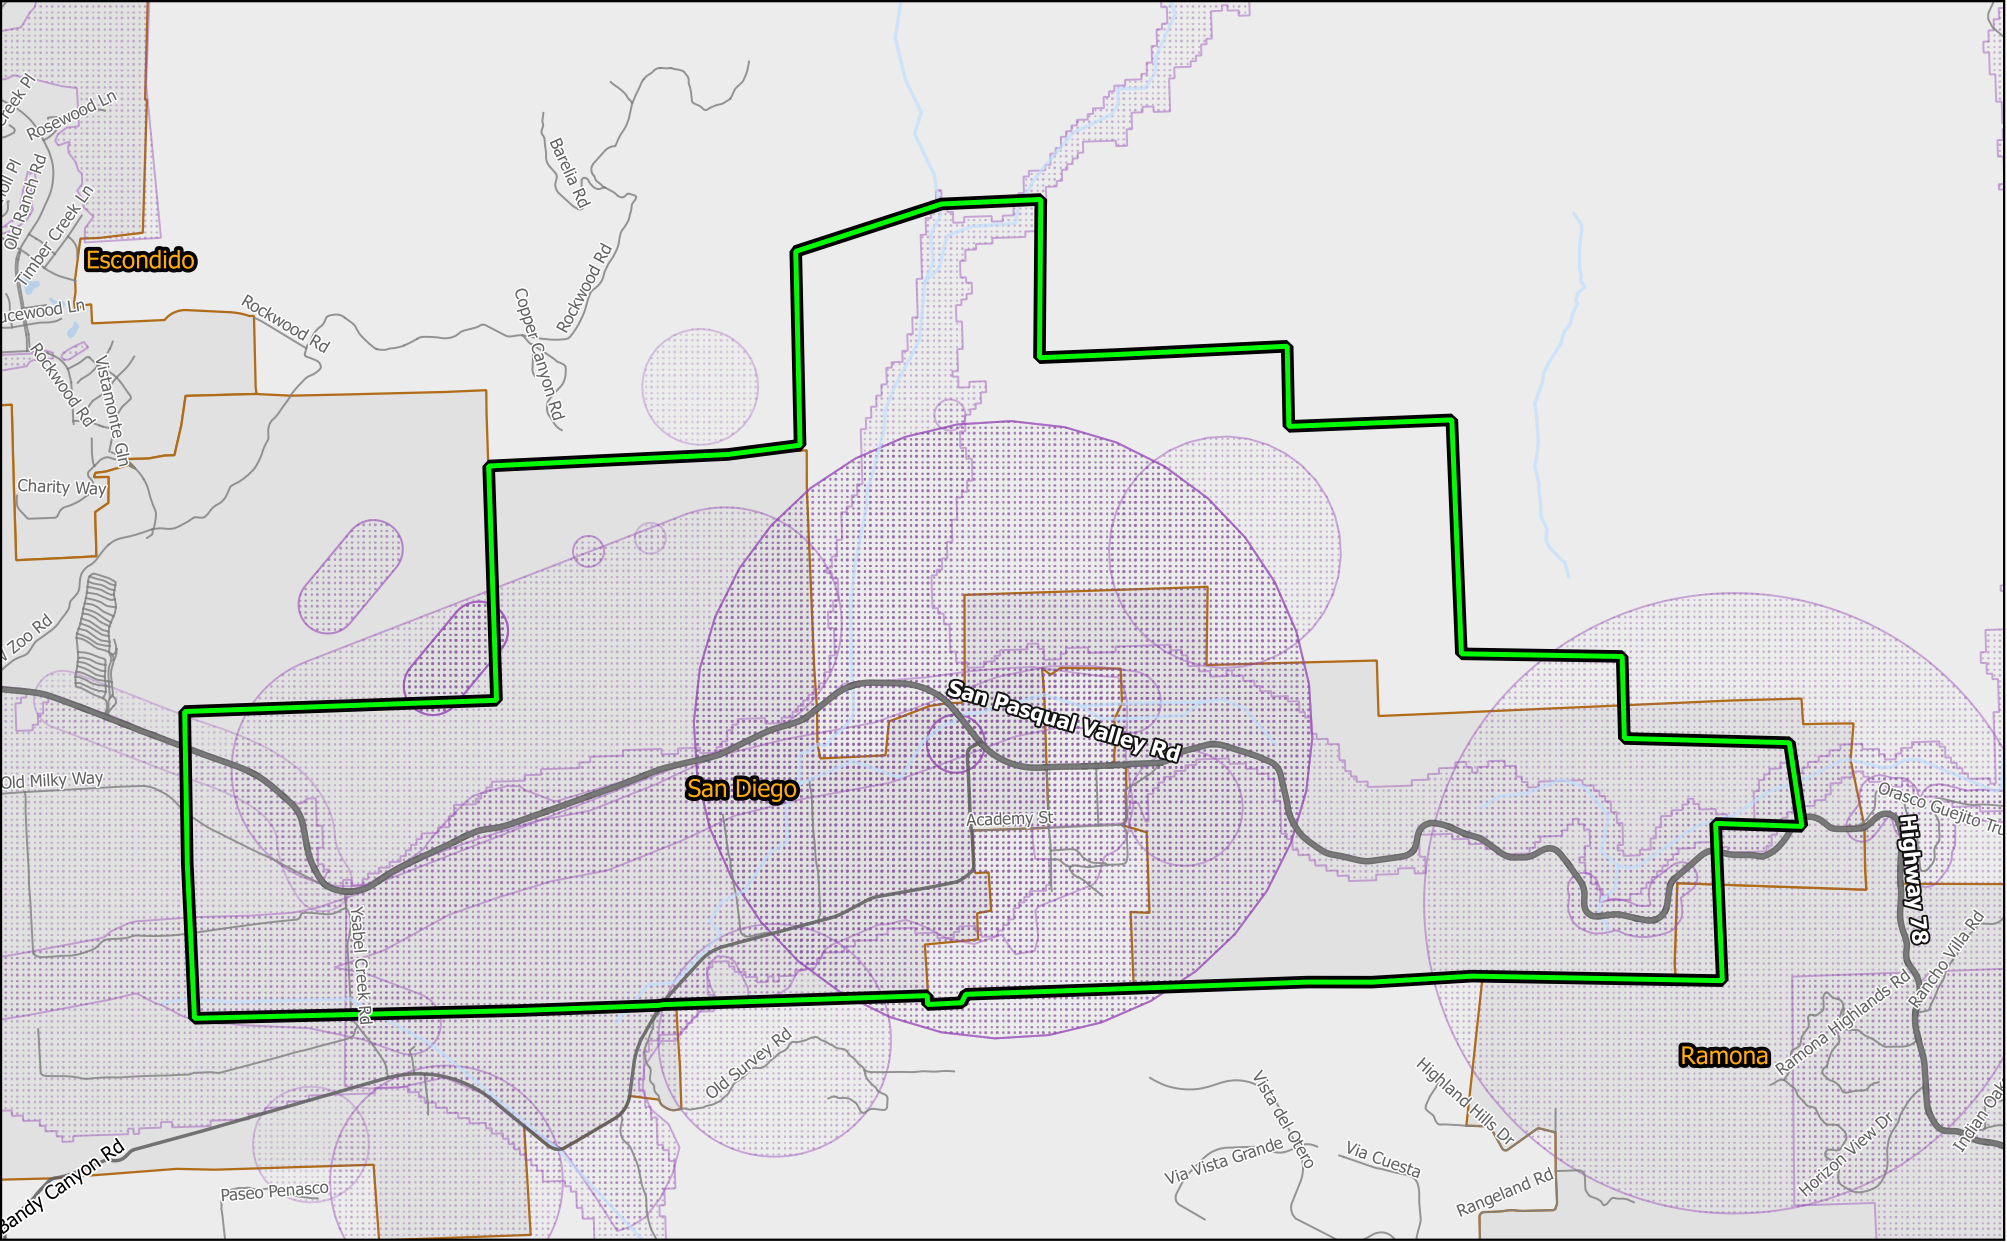 Rosewood Ln
Old Ranch Rd
Timber Creek Ln
Escondido
Barelia Rd
Rockwood Rd
Rockwood Rd
Copper Canyon Rd
Rockwood Rd
Vistamonte Gln
Charity Way
Zoo Rd
San Pasqual Valley Rd
Old Milky Way
San Diego
Academy St
Orasco Guejito Tr
Highway 78
Ysabel Creek Rd
Rancho Villa Rd
Ramona Highlands Rd
Ramona
Old Survey Rd
Highland Hills Dr
Vista del Otero
Via Vista Grande
Via Cuesta
Rangeland Rd
Horizon View Dr
Indian Oak
Bandy Canyon Rd
Paseo Penasco